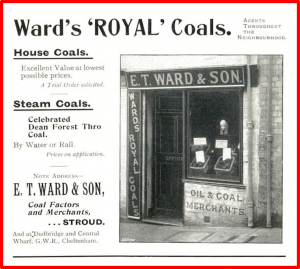 Ward's 'ROYAL' Coals.
AGENTS
THROUGHOUT
THE
NEIGHBOURHOOD.
House Coals.
Excellent Value at lowest
possible prices.
A Total Order solicited.
Steam Coals.
Celebrated
Dean Forest Thro
Coal.
By Water or Rail.
Prices on application.
NOTE ADDRESS—
E. T. WARD & SON,
Coal Factors
and Merchants,
... STROUD.
And at Dudbridge and Central
Wharf, G.W.R., Cheltenham.
E. T. WARD & SON.
WARDS ROYAL COALS
OFFICE
OIL & COAL
MERCHANTS